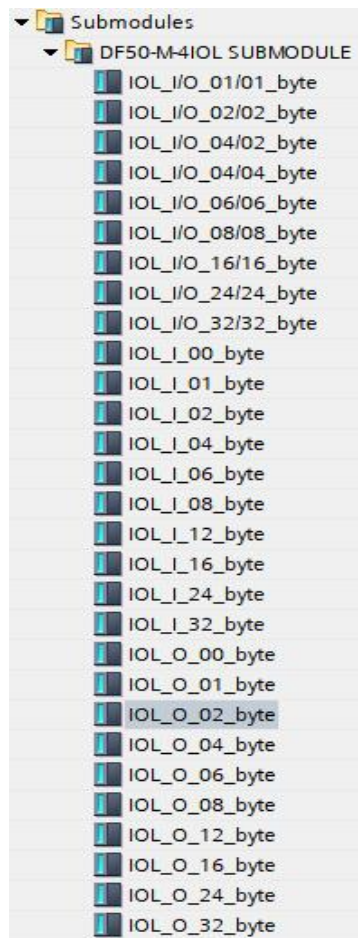 Submodules
DF50-M-4IOL SUBMODULE
IOL_I/O_01/01_byte
IOL_I/O_02/02_byte
IOL_I/O_04/02_byte
IOL_I/O_04/04_byte
IOL_I/O_06/06_byte
IOL_I/O_08/08_byte
IOL_I/O_16/16_byte
IOL_I/O_24/24_byte
IOL_I/O_32/32_byte
IOL_I_00_byte
IOL_I_01_byte
IOL_I_02_byte
IOL_I_04_byte
IOL_I_06_byte
IOL_I_08_byte
IOL_I_12_byte
IOL_I_16_byte
IOL_I_24_byte
IOL_I_32_byte
IOL_O_00_byte
IOL_O_01_byte
IOL_O_02_byte
IOL_O_04_byte
IOL_O_06_byte
IOL_O_08_byte
IOL_O_12_byte
IOL_O_16_byte
IOL_O_24_byte
IOL_O_32_byte